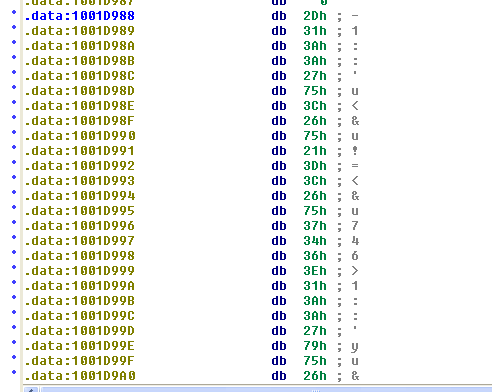 .data:1001D987 db 0
.data:1001D988 db 2Dh ; -
.data:1001D989 db 31h ; 1
.data:1001D98A db 3Ah ; :
.data:1001D98B db 3Ah ; :
.data:1001D98C db 27h ; '
.data:1001D98D db 75h ; u
.data:1001D98E db 3Ch ; <
.data:1001D98F db 26h ; &
.data:1001D990 db 75h ; u
.data:1001D991 db 21h ; !
.data:1001D992 db 3Dh ; =
.data:1001D993 db 3Ch ; <
.data:1001D994 db 26h ; &
.data:1001D995 db 75h ; u
.data:1001D996 db 37h ; 7
.data:1001D997 db 34h ; 4
.data:1001D998 db 36h ; 6
.data:1001D999 db 3Eh ; >
.data:1001D99A db 31h ; 1
.data:1001D99B db 3Ah ; :
.data:1001D99C db 3Ah ; :
.data:1001D99D db 27h ; '
.data:1001D99E db 79h ; y
.data:1001D99F db 75h ; u
.data:1001D9A0 db 26h ; &